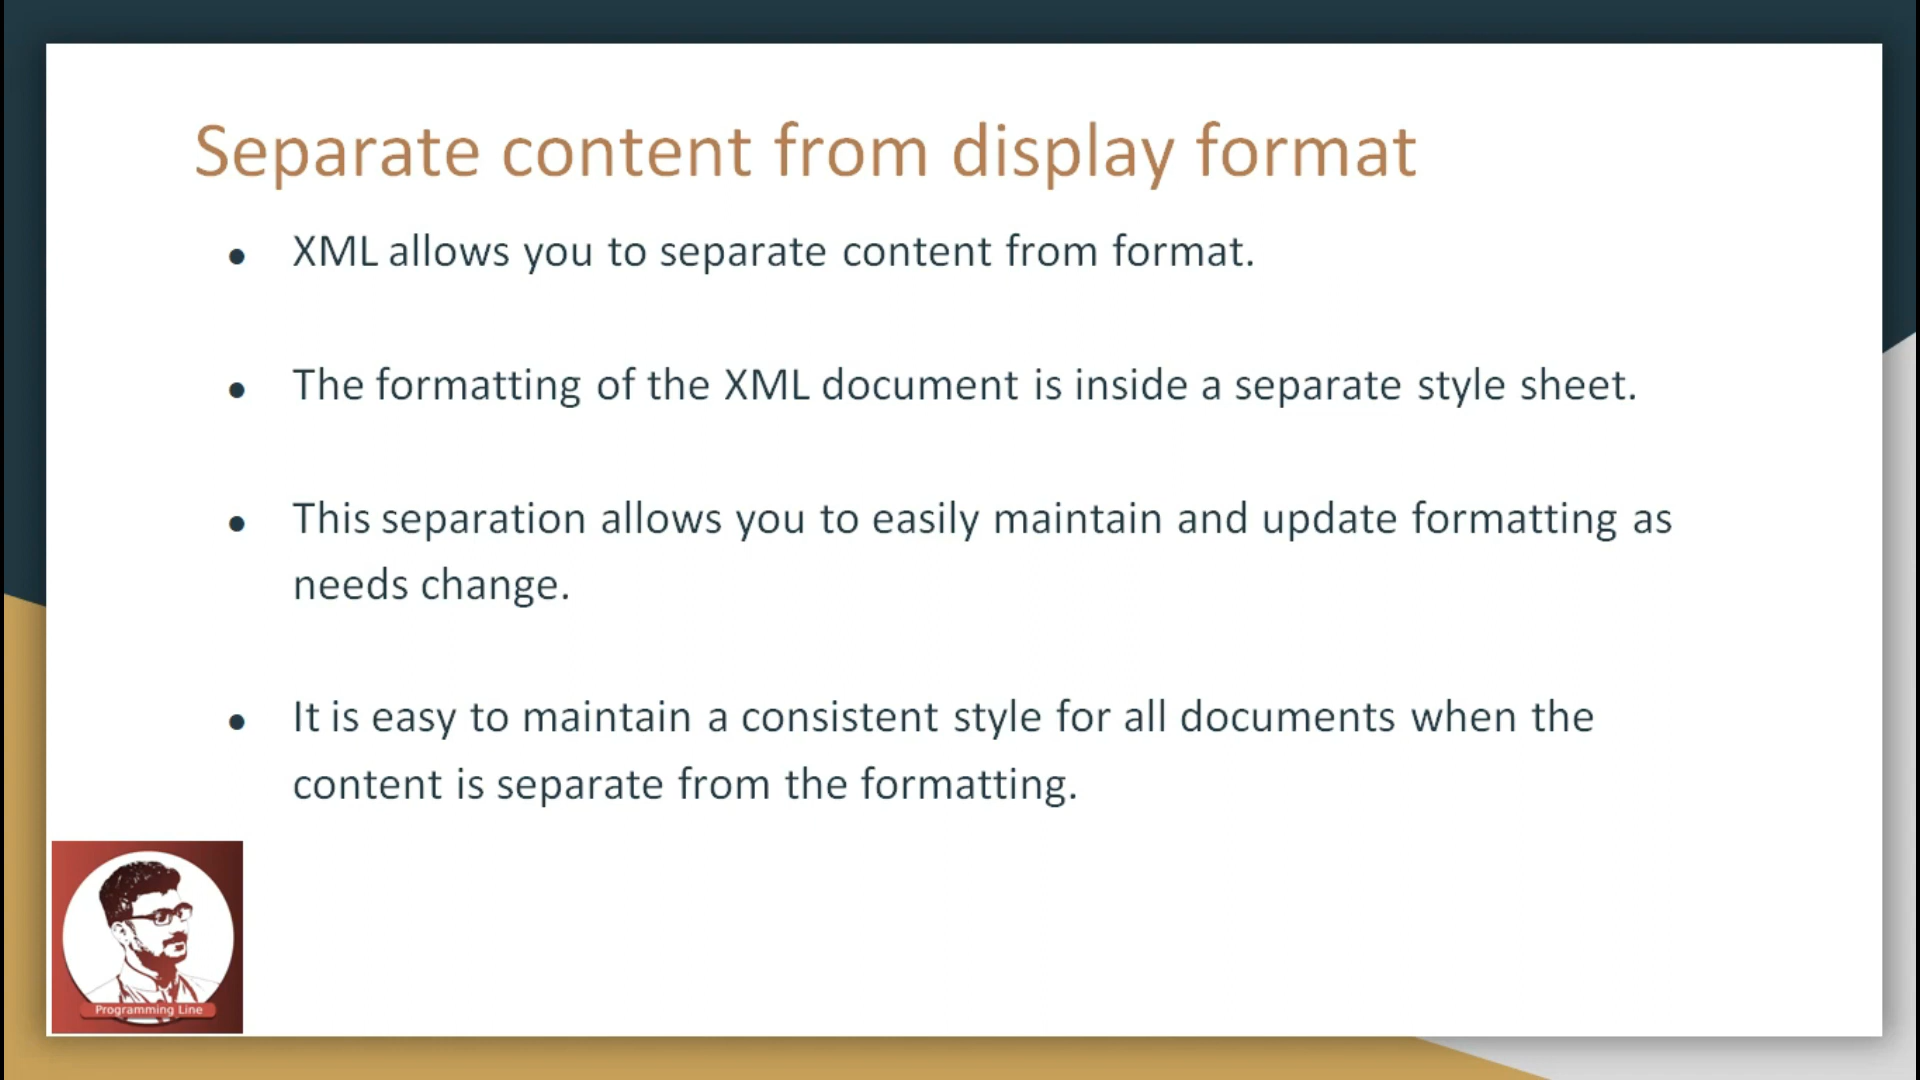 Separate content from display format
● XML allows you to separate content from format.
● The formatting of the XML document is inside a separate style sheet.
● This separation allows you to easily maintain and update formatting as
needs change.
● It is easy to maintain a consistent style for all documents when the
content is separate from the formatting.
Programming Line